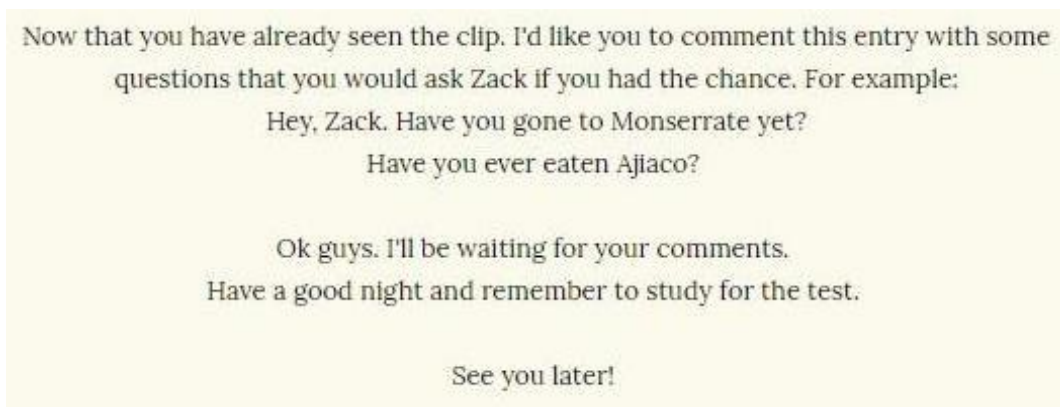 Now that you have already seen the clip. I'd like you to comment this entry with some
questions that you would ask Zack if you had the chance. For example:
Hey, Zack. Have you gone to Monserrate yet?
Have you ever eaten Ajiaco?
Ok guys. I'll be waiting for your comments.
Have a good night and remember to study for the test.
See you later!